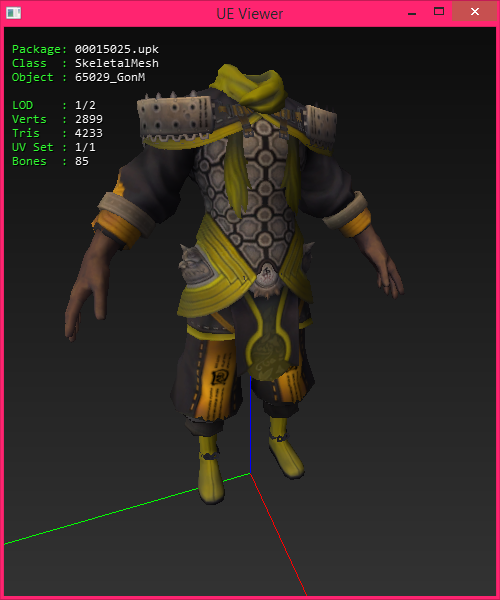 UE Viewer
Package: 00015025.upk
Class : SkeletalMesh
Object : 65029_GonM
LOD : 1/2
Verts : 2899
Tris : 4233
UV Set : 1/1
Bones : 85